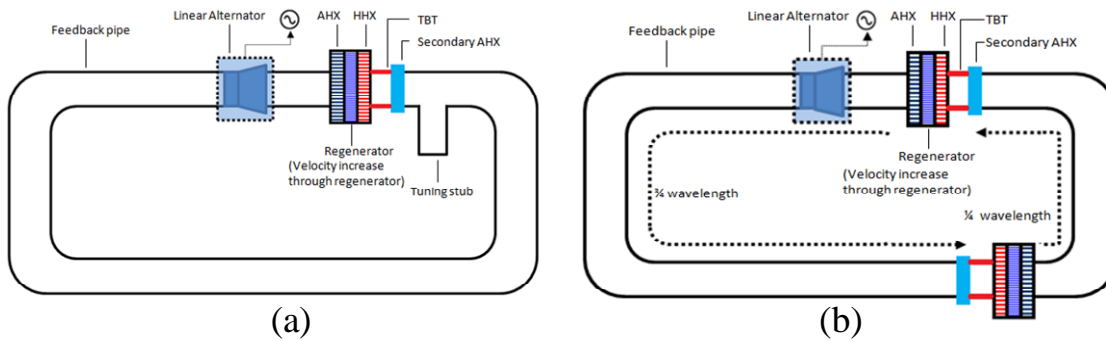 Linear Alternator
AHX
HHX
TBT
Feedback pipe
Secondary AHX
Regenerator
(Velocity increase
through regenerator)
Tuning stub
(a)
Linear Alternator
AHX
HHX
TBT
Feedback pipe
Secondary AHX
Regenerator
(Velocity increase
through regenerator)
¾ wavelength
¼ wavelength
(b)